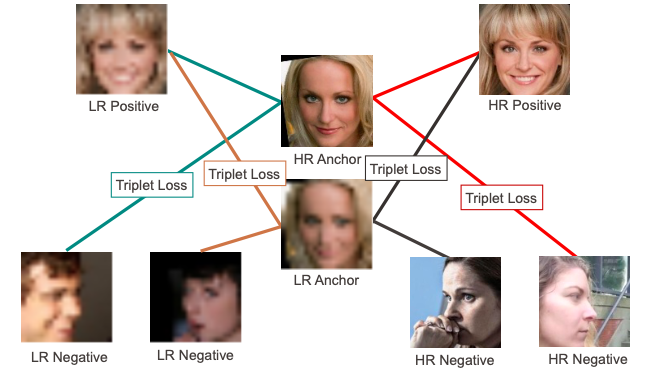 LR Positive
HR Positive
HR Anchor
Triplet Loss
Triplet Loss
Triplet Loss
Triplet Loss
LR Anchor
LR Negative
LR Negative
HR Negative
HR Negative